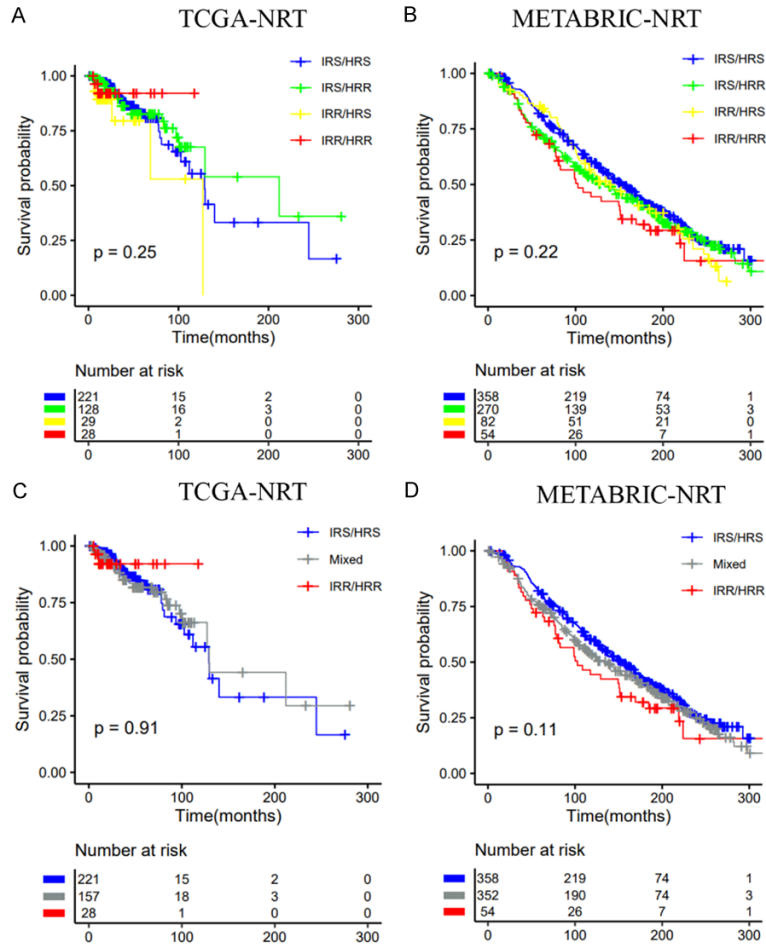 A
TCGA-NRT
IRS/HRS
IRS/HRR
IRR/HRS
IRR/HRR
1.00
0.75
0.50
0.25
0.00
Survival probability
p = 0.25
0 100 200 300
Time(months)
Number at risk
221 15 2 0
128 16 3 0
29 2 0 0
28 1 0 0
0 100 200 300
B
METABRIC-NRT
IRS/HRS
IRS/HRR
IRR/HRS
IRR/HRR
1.00
0.75
0.50
0.25
0.00
Survival probability
p = 0.22
0 100 200 300
Time(months)
Number at risk
358 219 74 1
270 139 53 3
82 51 21 0
54 26 7 1
0 100 200 300
C
TCGA-NRT
IRS/HRS
Mixed
IRR/HRR
1.00
0.75
0.50
0.25
0.00
Survival probability
p = 0.91
0 100 200 300
Time(months)
Number at risk
221 15 2 0
157 18 3 0
28 1 0 0
0 100 200 300
D
METABRIC-NRT
IRS/HRS
Mixed
IRR/HRR
1.00
0.75
0.50
0.25
0.00
Survival probability
p = 0.11
0 100 200 300
Time(months)
Number at risk
358 219 74 1
352 190 74 3
54 26 7 1
0 100 200 300